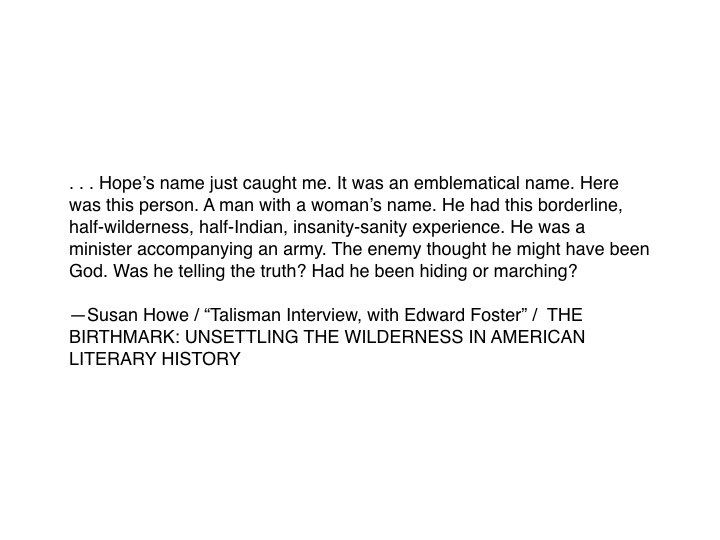 . . . Hope’s name just caught me. It was an emblematical name. Here
was this person. A man with a woman’s name. He had this borderline,
half-wilderness, half-Indian, insanity-sanity experience. He was a
minister accompanying an army. The enemy thought he might have been
God. Was he telling the truth? Had he been hiding or marching?
—Susan Howe / “Talisman Interview, with Edward Foster” /  THE
BIRTHMARK: UNSETTLING THE WILDERNESS IN AMERICAN
LITERARY HISTORY